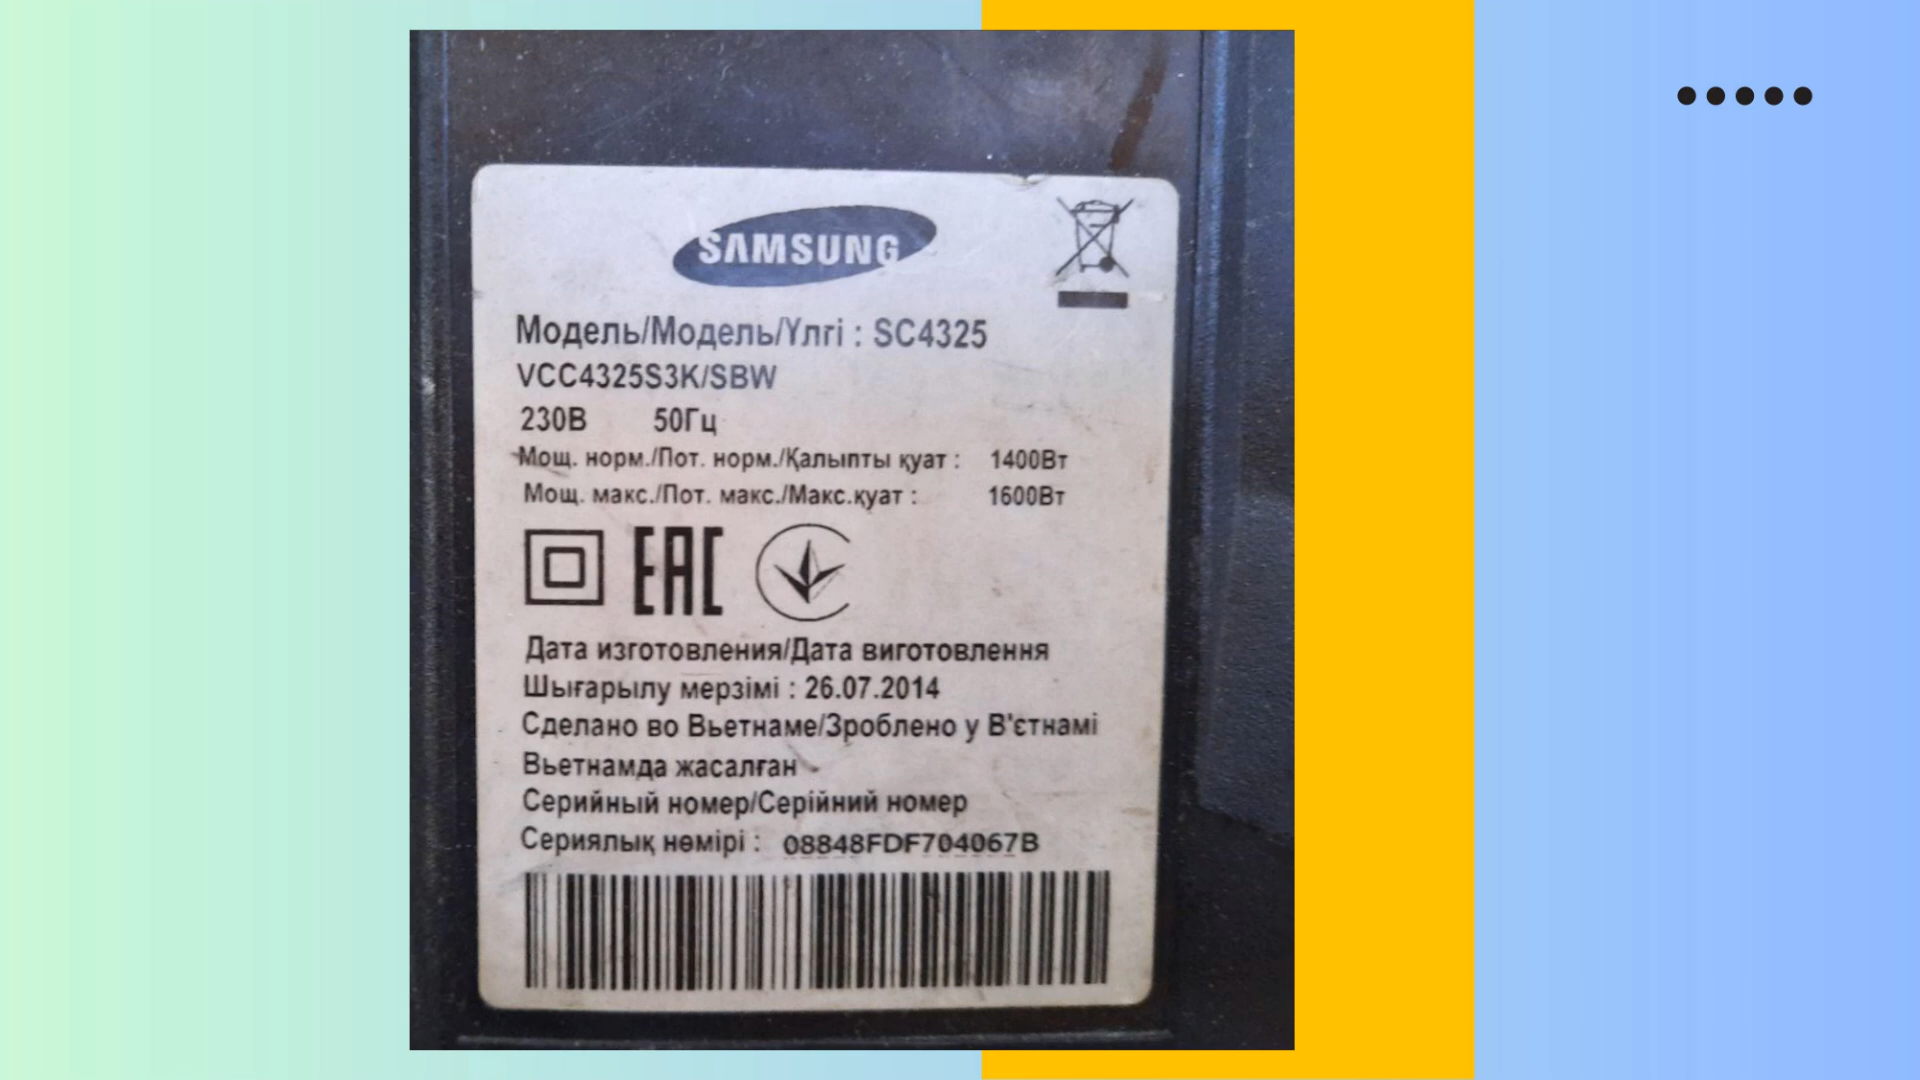 SAMSUNG
Модель/Модель/Үлгі : SC4325
VCC4325S3K/SBW
230В 50Гц
Мощ. норм./Пот. норм./Қалыпты қуат : 1400Вт
Мощ. макс./Пот. макс./Макс.қуат : 1600Вт
EAC
Дата изготовления/Дата виготовлення
Шығарылу мерзімі : 26.07.2014
Сделано во Вьетнаме/Зроблено у В'єтнамі
Вьетнамда жасалған
Серийный номер/Серійний номер
Сериялық нөмірі : 08848FDF704067B